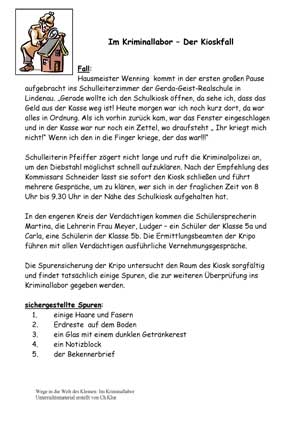 Im Kriminallabor – Der Kioskfall
Fall:
Hausmeister Wenning kommt in der ersten großen Pause
aufgebracht ins Schulleiterzimmer der Gerda-Geist-Realschule in
Lindenau. „Gerade wollte ich den Schulkiosk öffnen, da sehe ich, dass das
Geld aus der Kasse weg ist! Heute morgen war ich noch kurz dort, da war
alles in Ordnung. Als ich vorhin zurück kam, war das Fenster eingeschlagen
und in der Kasse war nur noch ein Zettel, wo draufsteht „ Ihr kriegt mich
nicht!" Wenn ich den in die Finger kriege, der das war!!!"
Schulleiterin Pfeiffer zögert nicht lange und ruft die Kriminalpolizei an,
um den Diebstahl möglichst schnell aufzuklären. Nach der Empfehlung des
Kommissars Schneider lässt sie sofort den Kiosk schließen und führt
mehrere Gespräche, um zu klären, wer sich in der fraglichen Zeit von 8
Uhr bis 9.30 Uhr in der Nähe des Schulkiosk aufgehalten hat.
In den engeren Kreis der Verdächtigen kommen die Schülersprecherin
Martina, die Lehrerin Frau Meyer, Ludger – ein Schüler der Klasse 5a und
Carla, eine Schülerin der Klasse 5b. Die Ermittlungsbeamten der Kripo
führen mit allen Verdächtigen ausführliche Vernehmungsgespräche.
Die Spurensicherung der Kripo untersucht den Raum des Kiosk sorgfältig
und findet tatsächlich einige Spuren, die zur weiteren Überprüfung ins
Kriminallabor gegeben werden.
sichergestellte Spuren:
1. einige Haare und Fasern
2. Erdreste auf dem Boden
3. ein Glas mit einem dunklen Getränkerest
4. ein Notizblock
5. der Bekennerbrief
Wege in die Welt des Kleinen: Im Kriminallabor
Unterrichtsmaterial erstellt von Uli Klee